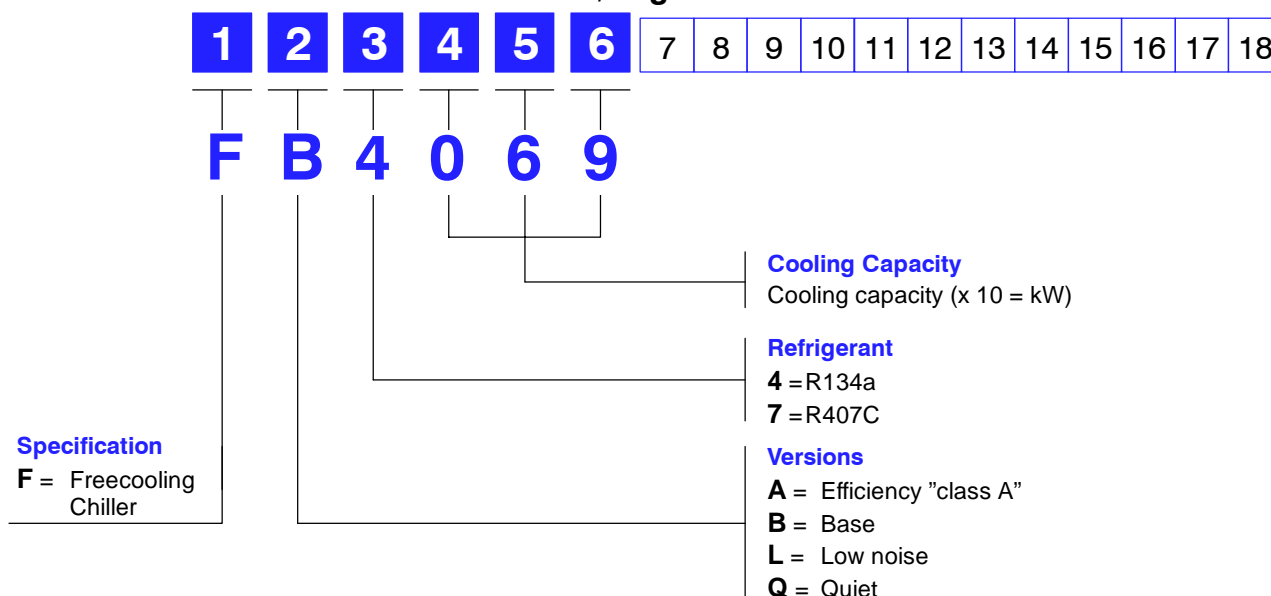 1 2 3 4 5 6 7 8 9 10 11 12 13 14 15 16 17 18
F B 4 0 6 9
Cooling Capacity
Cooling capacity (x 10 = kW)
Refrigerant
4 =R134a
7 =R407C
Specification
F = Freecooling
Chiller
Versions
A = Efficiency ”class A”
B = Base
L = Low noise
Q = Quiet